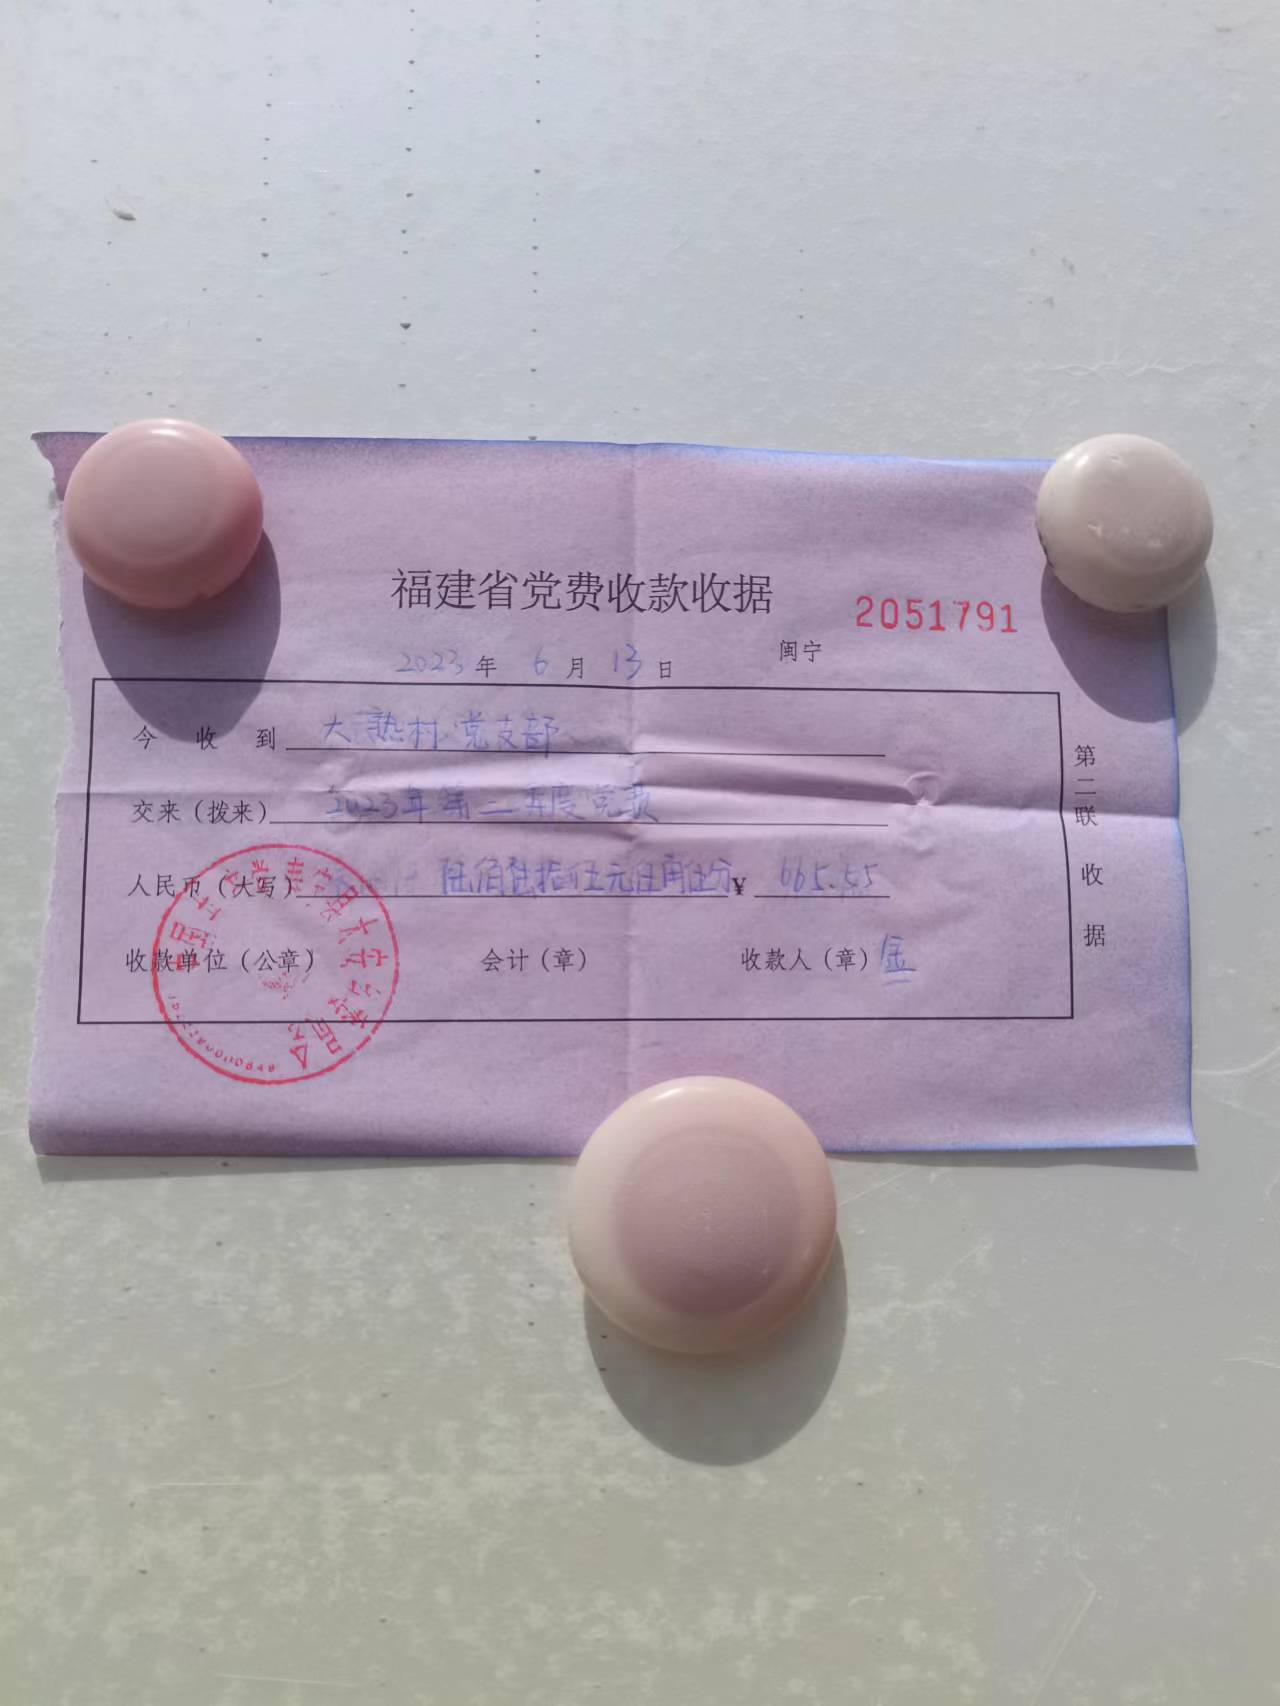 福建省党费收款收据
2051791
2023年 6月 13日 闽宁
今收到 大 熟村党支部
交来（拨来） 2023年第二季度党费
人民币（大写） 陆佰陆拾伍元伍角伍分 ¥ 665.55
收款单位（公章） 会计（章） 收款人（章） 金
第二联 收据